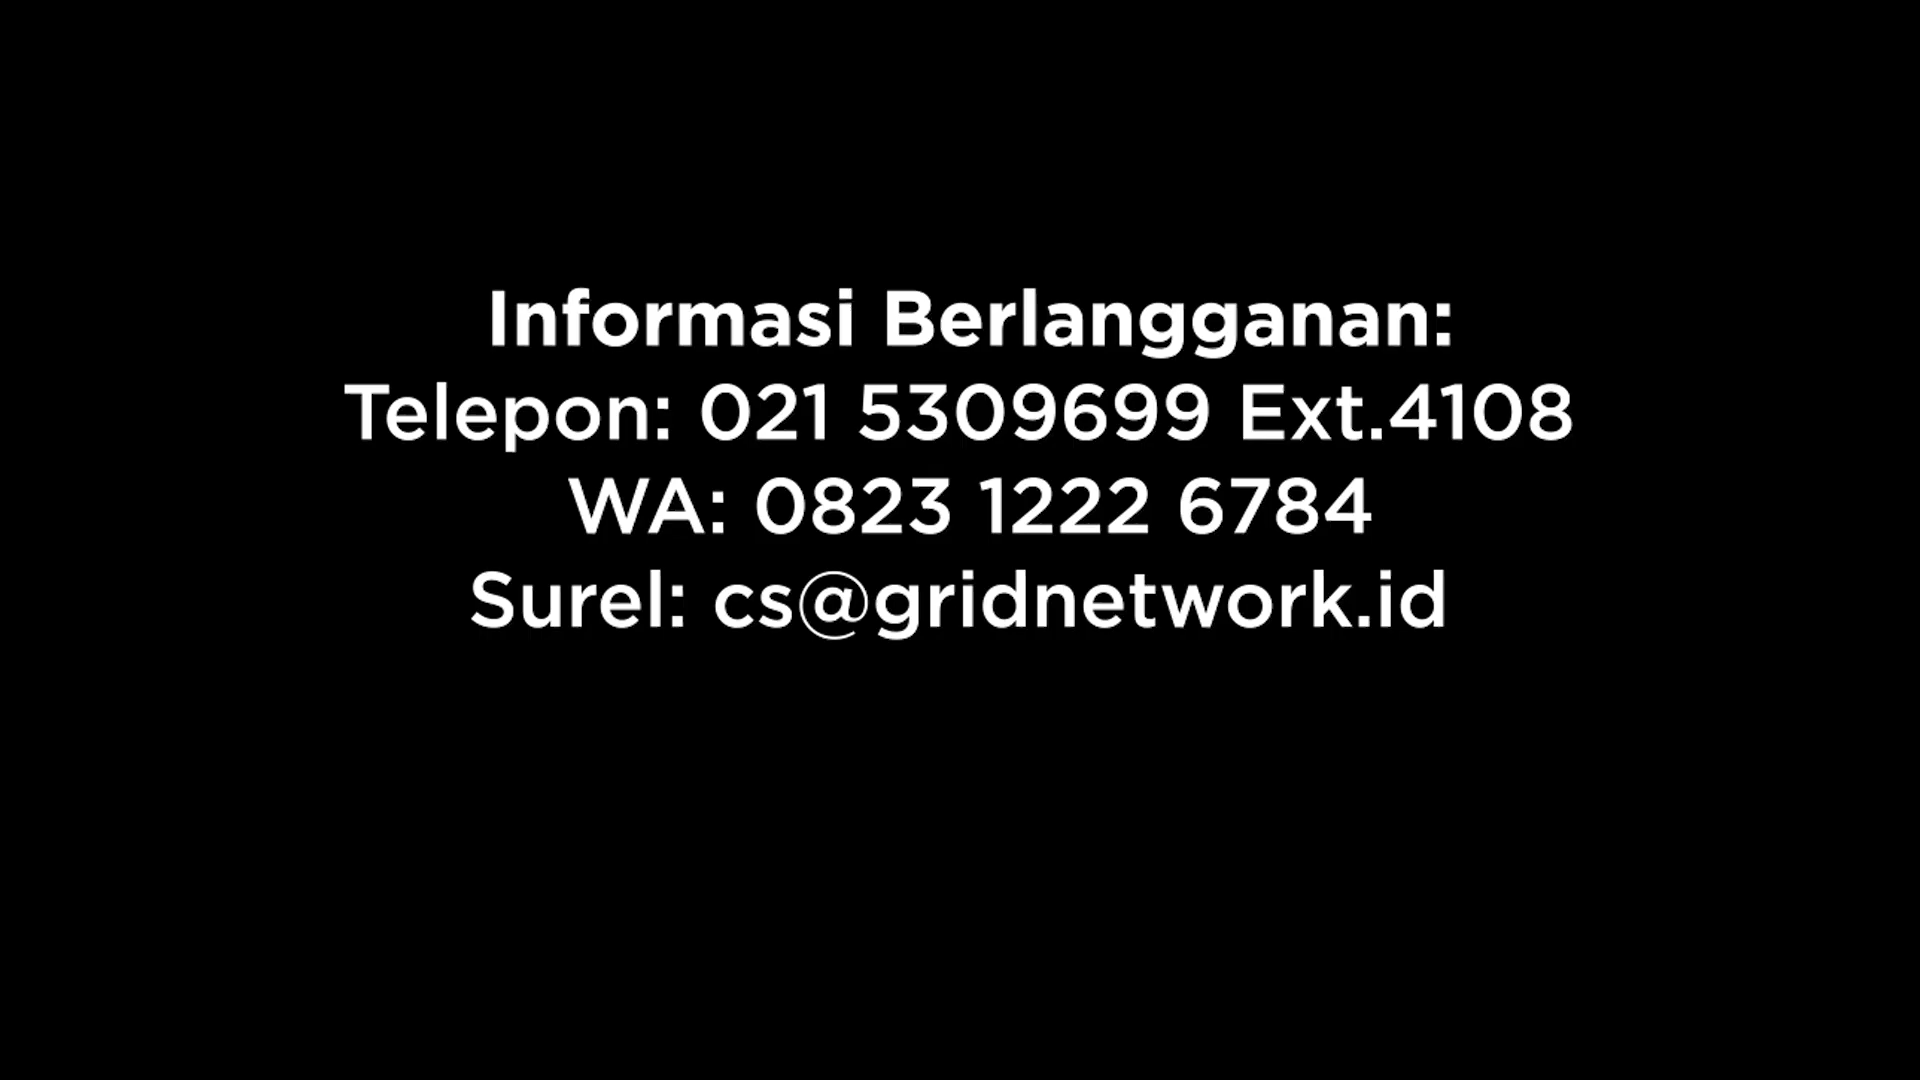 Informasi Berlangganan:
Telepon: 021 5309699 Ext.4108
WA: 0823 1222 6784
Surel: cs@gridnetwork.id